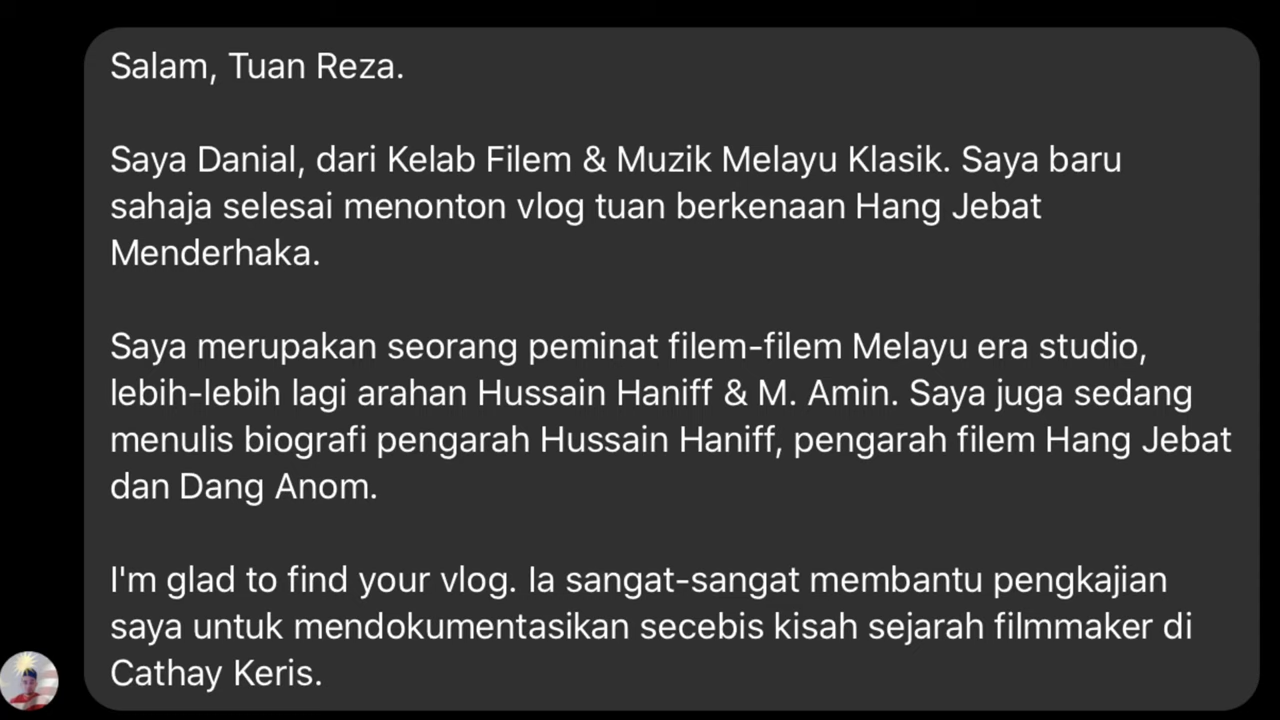 Salam, Tuan Reza.
Saya Danial, dari Kelab Filem & Muzik Melayu Klasik. Saya baru
sahaja selesai menonton vlog tuan berkenaan Hang Jebat
Menderhaka.
Saya merupakan seorang peminat filem-filem Melayu era studio,
lebih-lebih lagi arahan Hussain Haniff & M. Amin. Saya juga sedang
menulis biografi pengarah Hussain Haniff, pengarah filem Hang Jebat
dan Dang Anom.
I'm glad to find your vlog. Ia sangat-sangat membantu pengkajian
saya untuk mendokumentasikan secebis kisah sejarah filmmaker di
Cathay Keris.